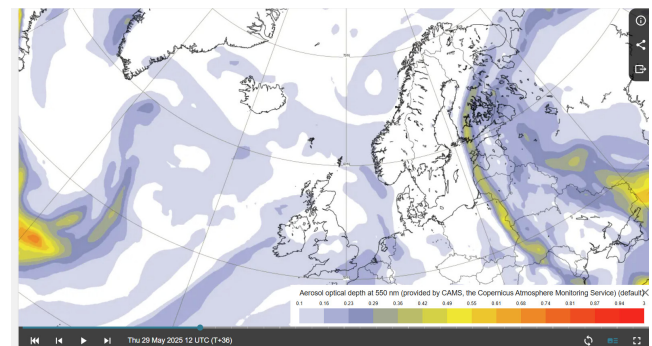 Aerosol optical depth at 550 nm (provided by CAMS, the Copernicus Atmosphere Monitoring Service) (default)
0.1 0.16 0.23 0.29 0.36 0.42 0.49 0.55 0.61 0.68 0.74 0.81 0.87 0.94 3
Thu 29 May 2025 12 UTC (T+36)